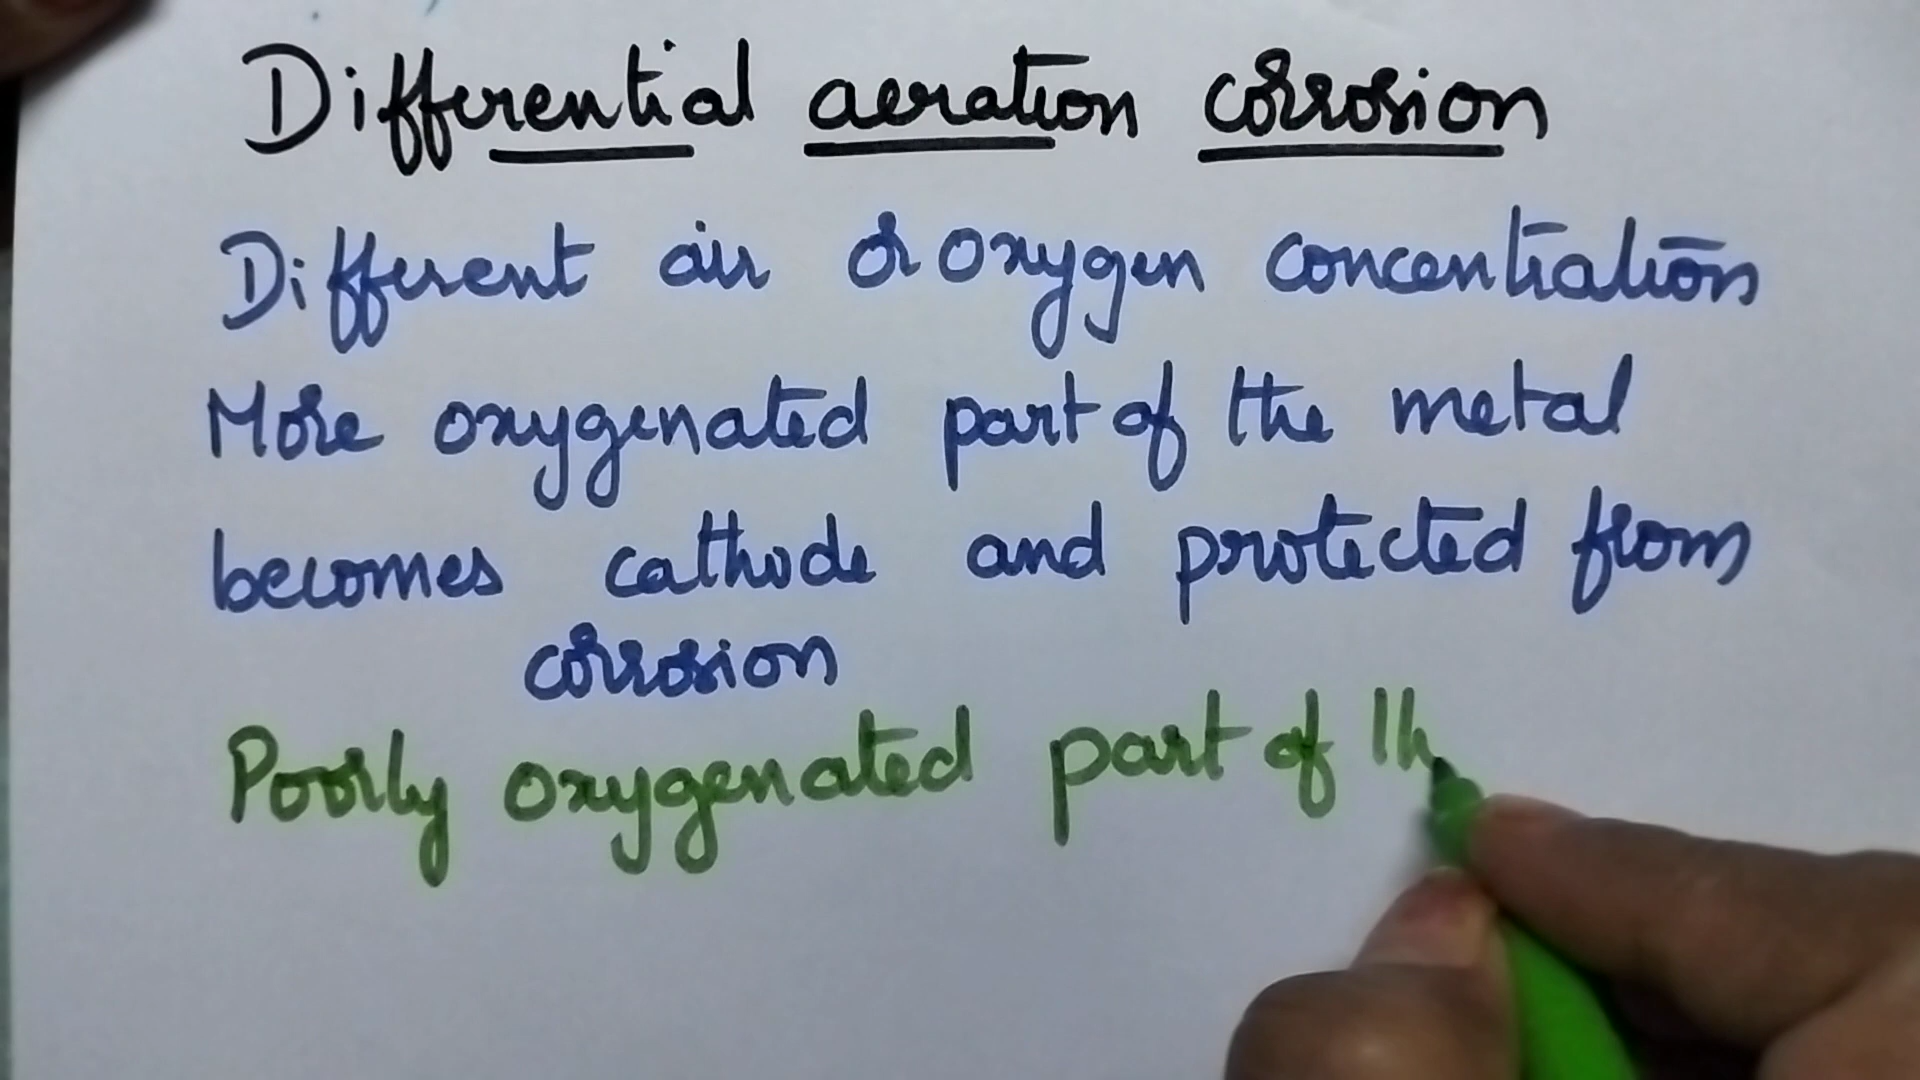 Differential aeration corrosion
Different air or oxygen concentration
More oxygenated part of the metal
becomes cathode and protected from
corrosion
Poorly oxygenated part of th